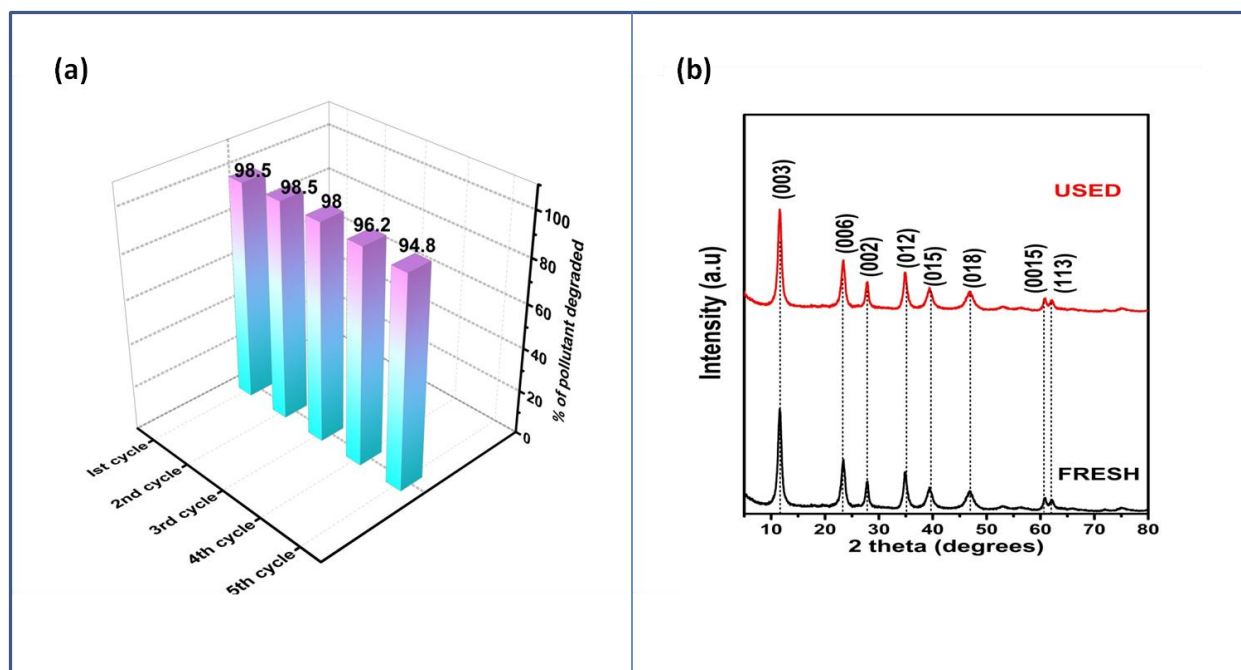 (a)
98.5
98.5
98
96.2
94.8
100
80
60
40
20
0
% of pollutant degraded
Ist cycle
2nd cycle
3rd cycle
4th cycle
5th cycle
(b)
(003)
(006)
(002)
(012)
(015)
(018)
(0015)
(113)
USED
FRESH
Intensity (a.u)
10 20 30 40 50 60 70 80
2 theta (degrees)